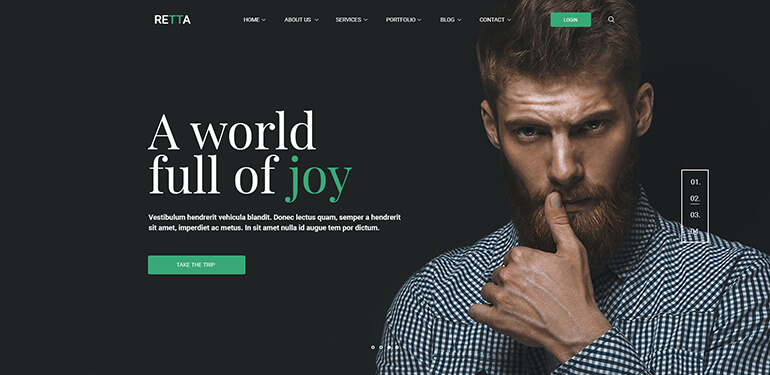 RETTA
HOME ABOUT US SERVICES PORTFOLIO BLOG CONTACT LOGIN
A world
full of joy
Vestibulum hendrerit vehicula blandit. Donec lectus quam, semper a hendrerit
sit amet, imperdiet ac metus. In sit amet nulla id augue tem por dictum.
TAKE THE TRIP
01.
02.
03.
04.